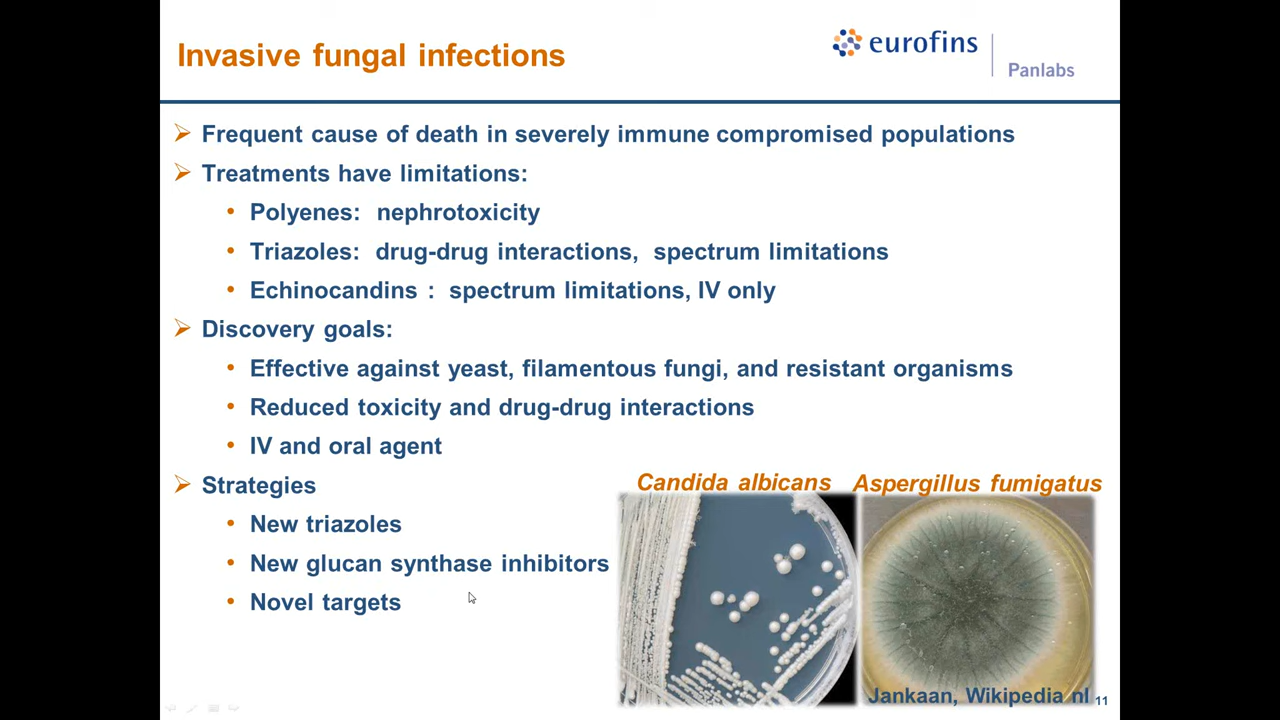 Invasive fungal infections
eurofins
Panlabs
Frequent cause of death in severely immune compromised populations
Treatments have limitations:
Polyenes: nephrotoxicity
Triazoles: drug-drug interactions, spectrum limitations
Echinocandins : spectrum limitations, IV only
Discovery goals:
Effective against yeast, filamentous fungi, and resistant organisms
Reduced toxicity and drug-drug interactions
IV and oral agent
Strategies
New triazoles
New glucan synthase inhibitors
Novel targets
Candida albicans
Aspergillus fumigatus
Jankaan, Wikipedia nl
11